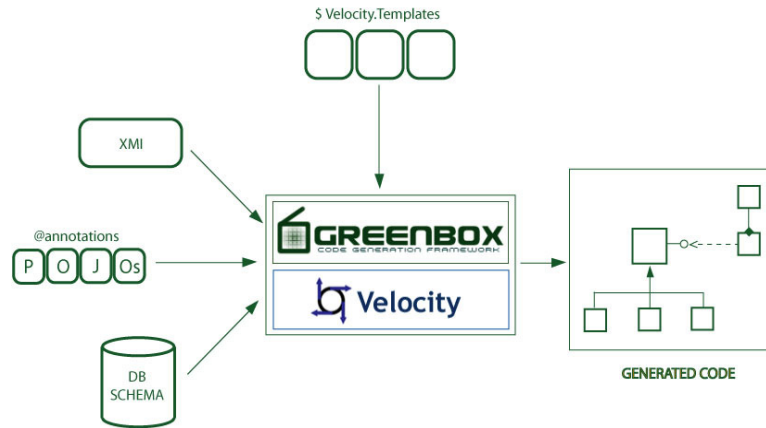 $ Velocity.Templates
XMI
@annotations
P O J Os
GREENBOX
CODE GENERATION FRAMEWORK
Velocity
DB
SCHEMA
GENERATED CODE